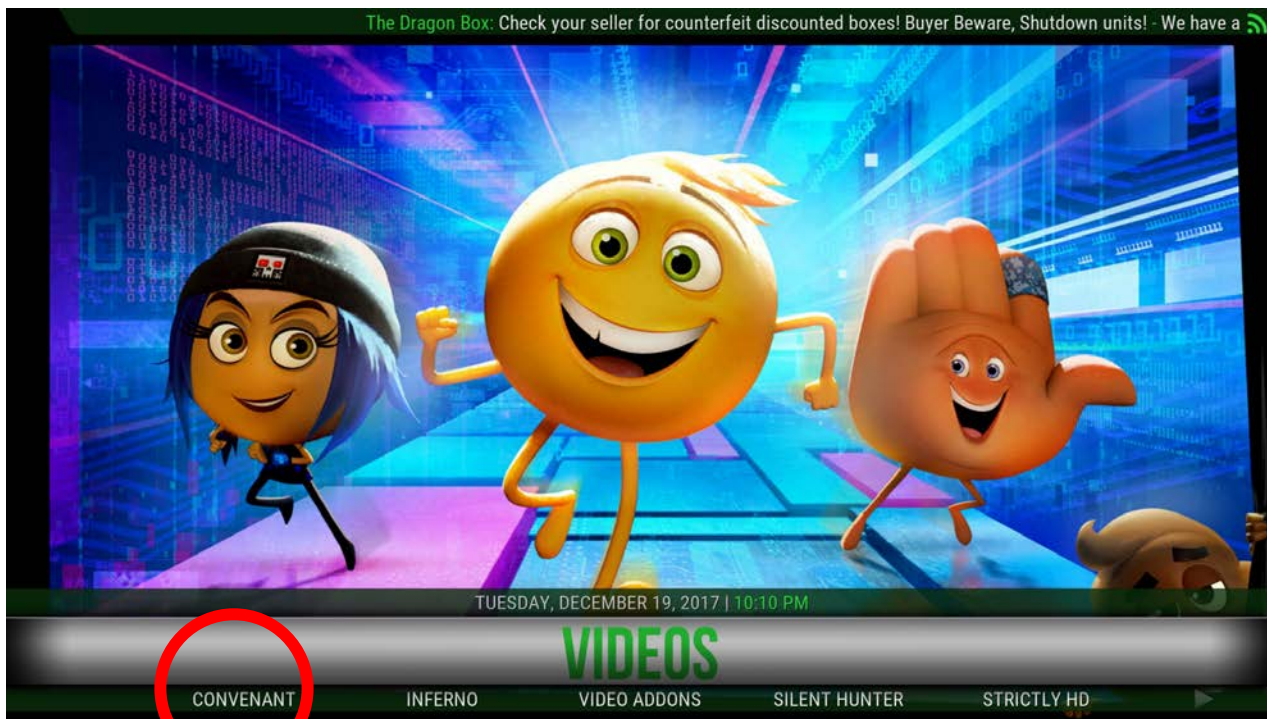 The Dragon Box: Check your seller for counterfeit discounted boxes! Buyer Beware, Shutdown units! - We have a
TUESDAY, DECEMBER 19, 2017 | 10:10 PM
VIDEOS
CONVENANT INFERNO VIDEO ADDONS SILENT HUNTER STRICTLY HD